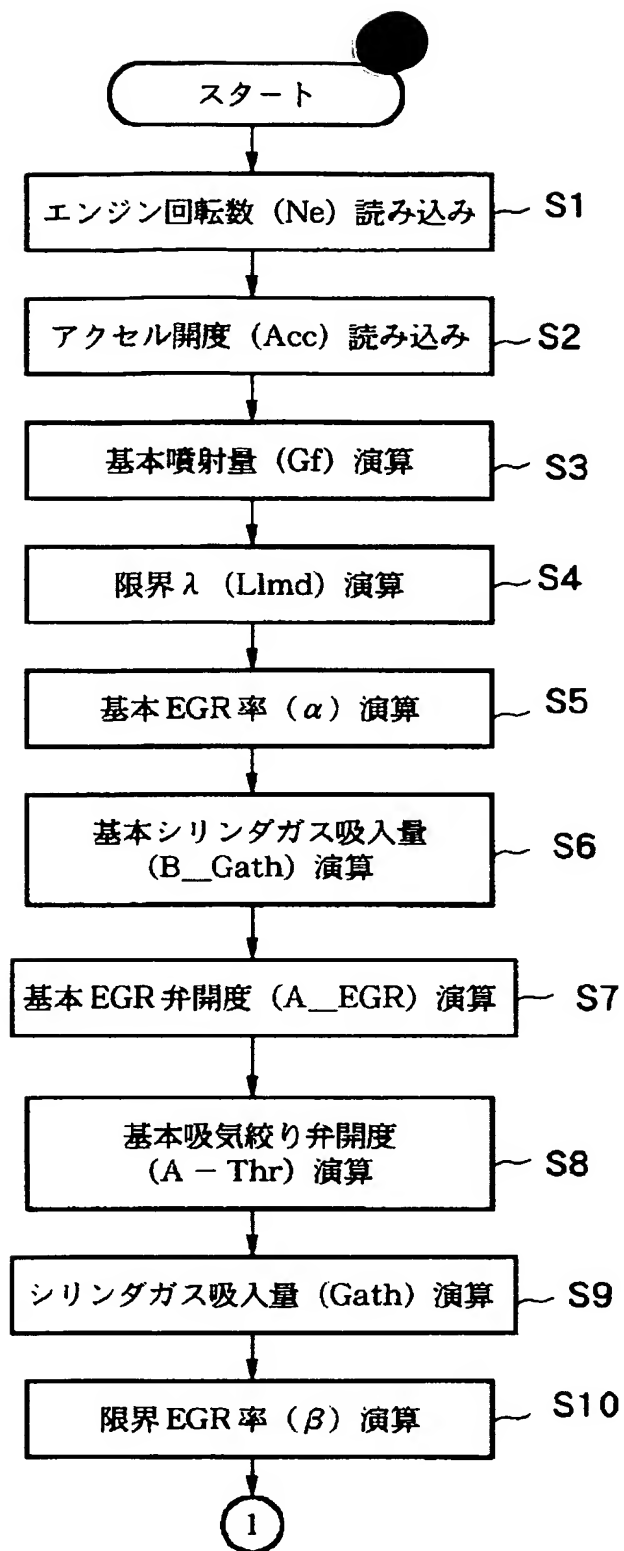 スタート
エンジン回転数 (Ne) 読み込み
S1
アクセル開度 (Acc) 読み込み
S2
基本噴射量 (Gf) 演算
S3
限界λ (Llmd) 演算
S4
基本EGR率 (α) 演算
S5
基本シリンダガス吸入量
(B__Gath) 演算
S6
基本EGR弁開度 (A__EGR) 演算
S7
基本吸気絞り弁開度
(A − Thr) 演算
S8
シリンダガス吸入量 (Gath) 演算
S9
限界EGR率 (β) 演算
S10
1